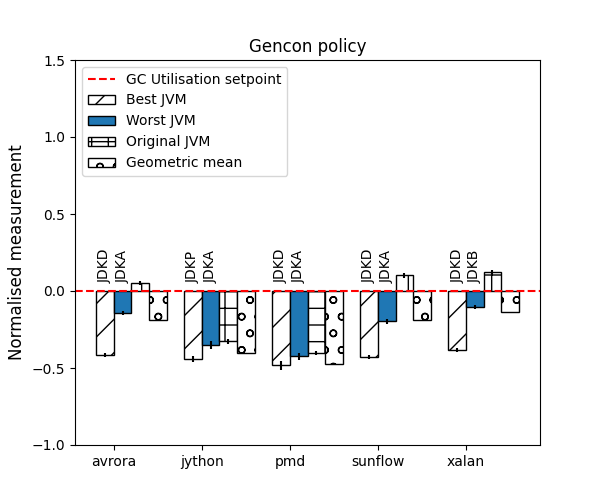 Gencon policy
GC Utilisation setpoint
Best JVM
Worst JVM
Original JVM
Geometric mean
Normalised measurement
1.5
1.0
0.5
0.0
−0.5
−1.0
JDKD
JDKA
JDKP
JDKA
JDKD
JDKA
JDKD
JDKA
JDKD
JDKB
avrora
jython
pmd
sunflow
xalan